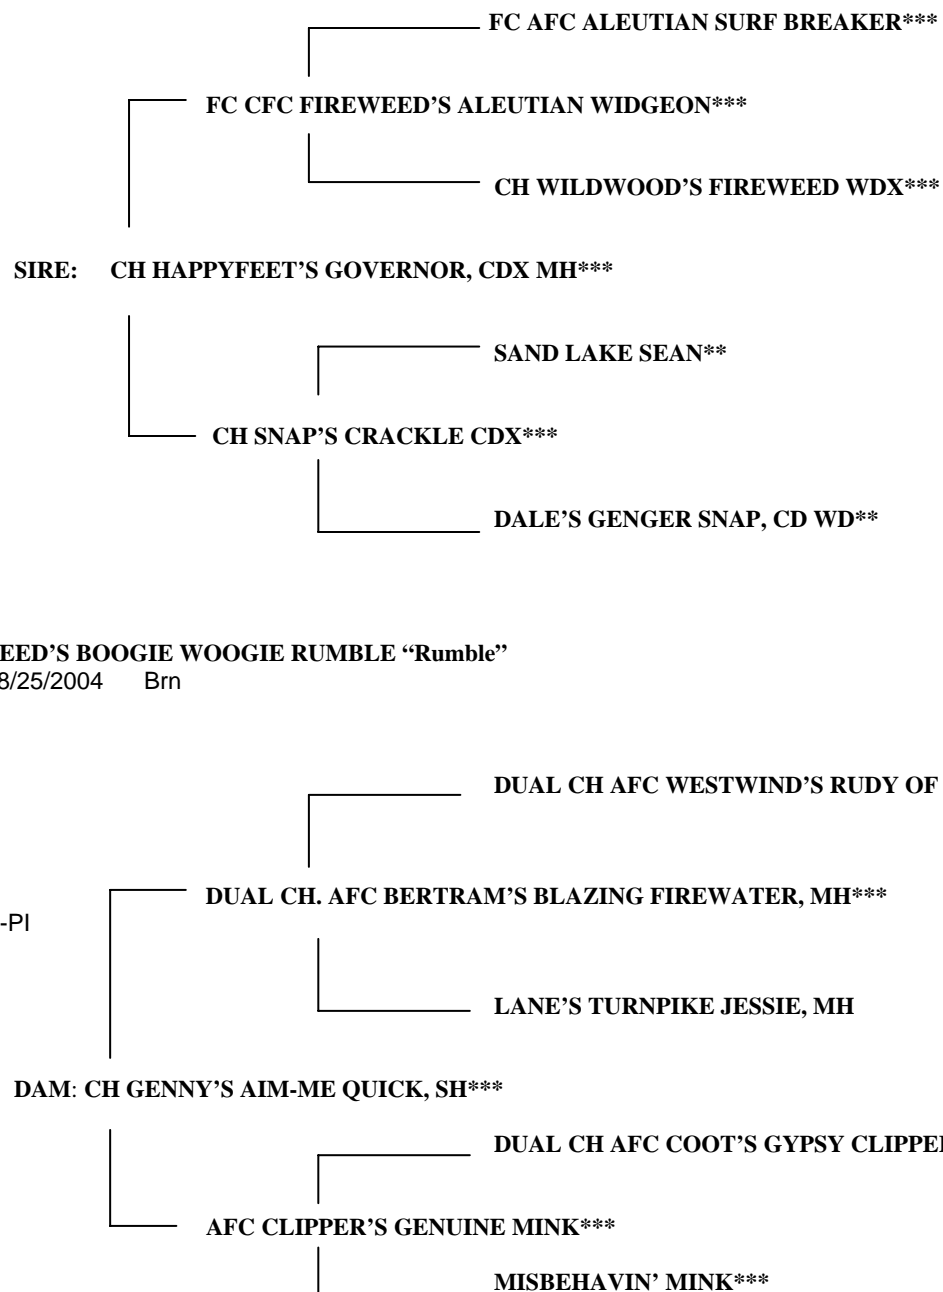 FC AFC ALEUTIAN SURF BREAKER***
FC CFC FIREWEED'S ALEUTIAN WIDGEON***
CH WILDWOOD'S FIREWEED WDX***
SIRE: CH HAPPYFEET'S GOVERNOR, CDX MH***
SAND LAKE SEAN**
CH SNAP'S CRACKLE CDX***
DALE'S GENGER SNAP, CD WD**
EED'S BOOGIE WOOGIE RUMBLE “Rumble”
8/25/2004 Brn
DUAL CH AFC WESTWIND'S RUDY OF
DUAL CH. AFC BERTRAM'S BLAZING FIREWATER, MH***
-PI
LANE'S TURNPIKE JESSIE, MH
DAM: CH GENNY'S AIM-ME QUICK, SH***
DUAL CH AFC COOT'S GYPSY CLIPPE
AFC CLIPPER'S GENUINE MINK***
MISBEHAVIN' MINK***